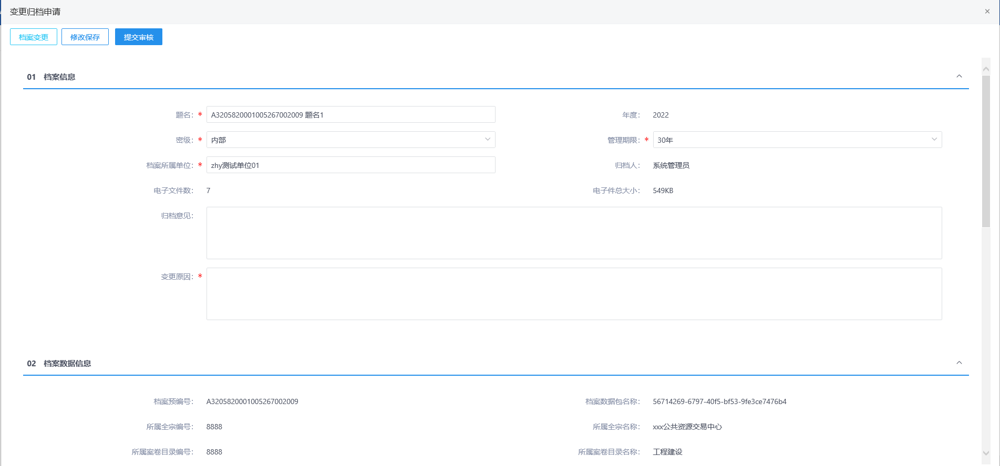 变更归档申请
档案变更 修改保存 提交审核
01 档案信息
题名：* A3205820001005267002009 题名1 年度： 2022
密级：* 内部 管理期限：* 30年
档案所属单位：* zhy测试单位01 归档人： 系统管理员
电子文件数： 7 电子件总大小： 549KB
归档意见：
变更原因：*
02 档案数据信息
档案预编号： A3205820001005267002009 档案数据包名称： 56714269-6797-40f5-bf53-9fe3ce7476b4
所属全宗编号： 8888 所属全宗名称： xxx公共资源交易中心
所属案卷目录编号： 8888 所属案卷目录名称： 工程建设